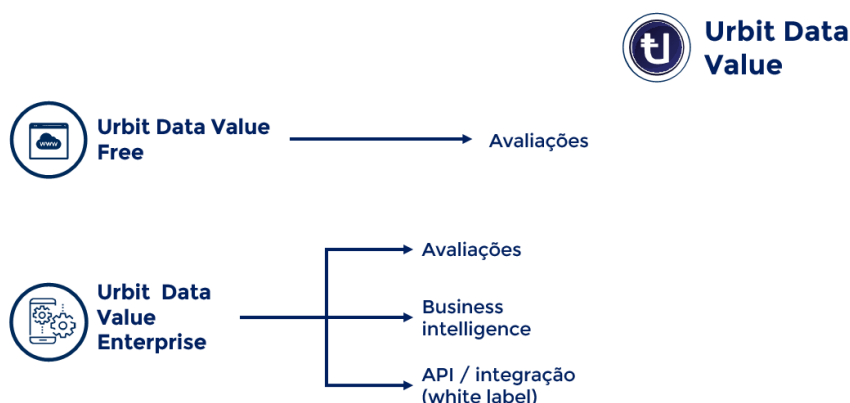 Urbit Data
Value
Urbit Data Value
Free
www
Avaliações
Avaliações
Urbit Data
Value
Enterprise
Business
intelligence
API / integração
(white label)